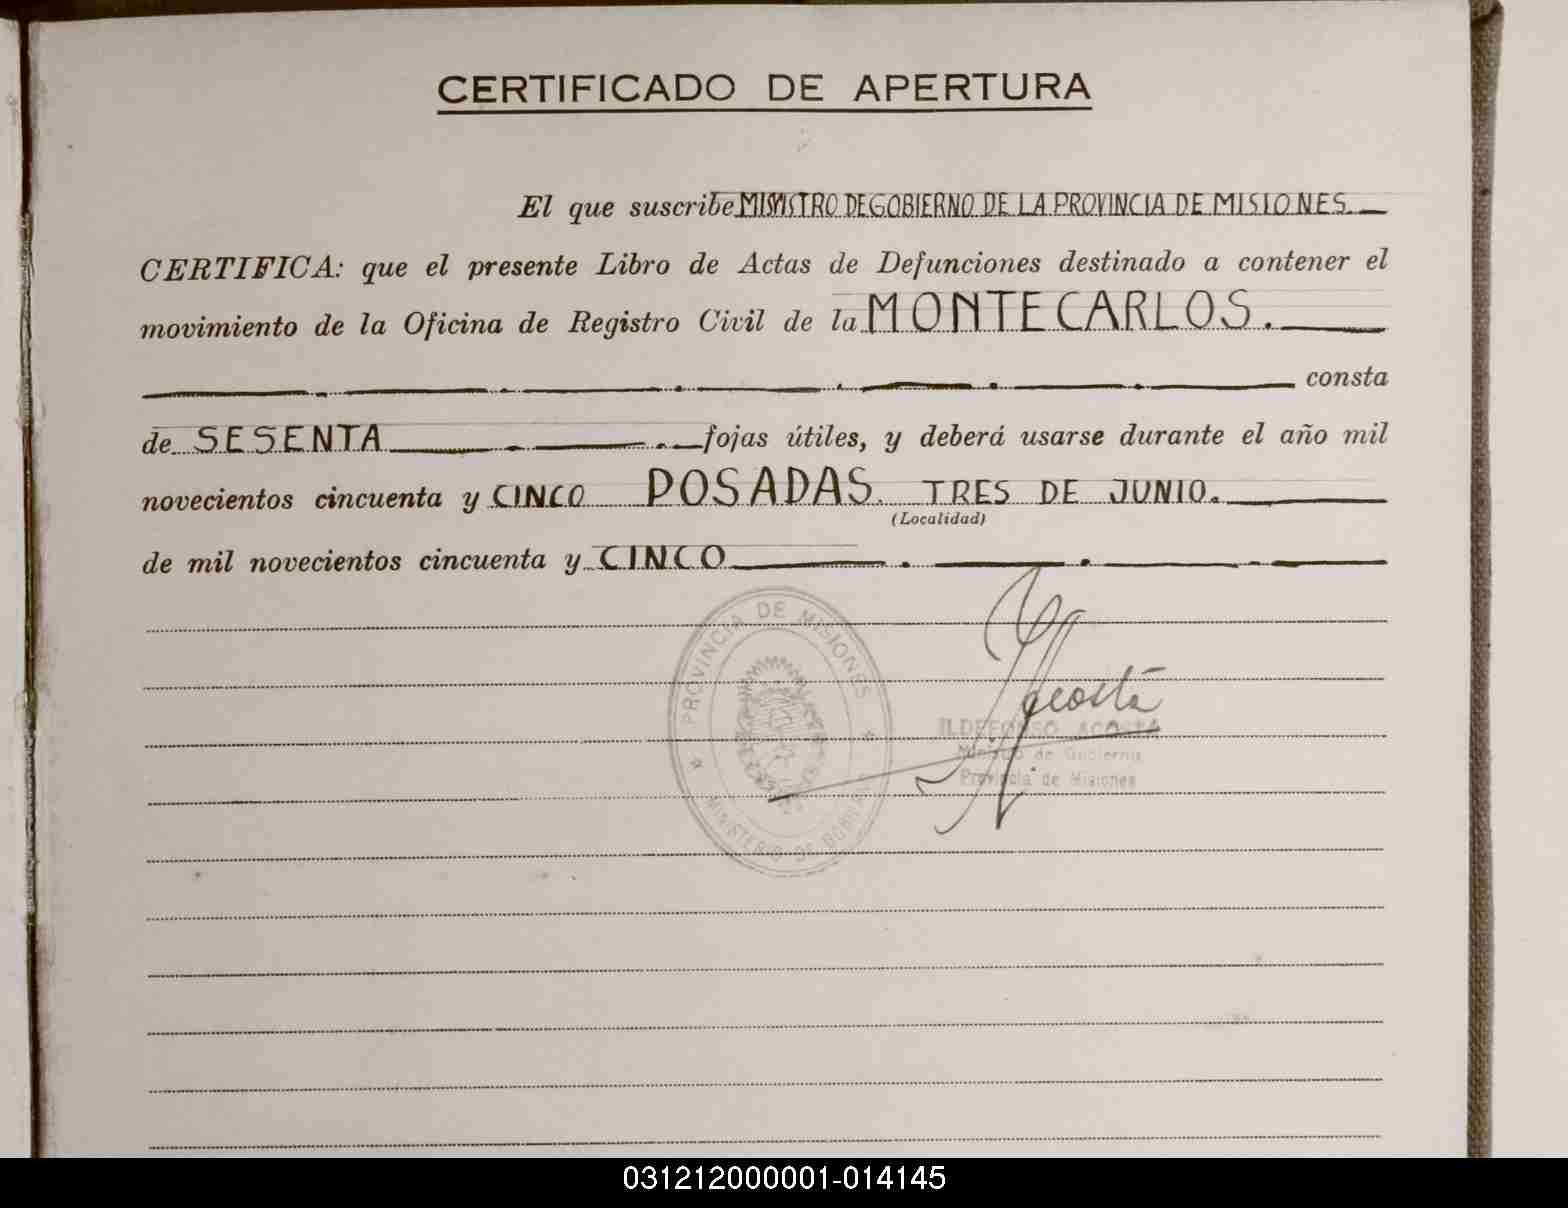 CERTIFICADO DE APERTURA
El que suscribe MINISTRO DE GOBIERNO DE LA PROVINCIA DE MISIONES.
CERTIFICA: que el presente Libro de Actas de Defunciones destinado a contener el
movimiento de la Oficina de Registro Civil de la MONTECARLOS.
consta
de SESENTA fojas útiles, y deberá usarse durante el año mil
novecientos cincuenta y CINCO POSADAS. TRES DE JUNIO.
(Localidad)
de mil novecientos cincuenta y CINCO
PROVINCIA DE MISIONES
MINISTERIO DE GOBIERNO
Acosta
ILDEFONSO ACOSTA
Ministro de Gobierno
Provincia de Misiones
031212000001-014145